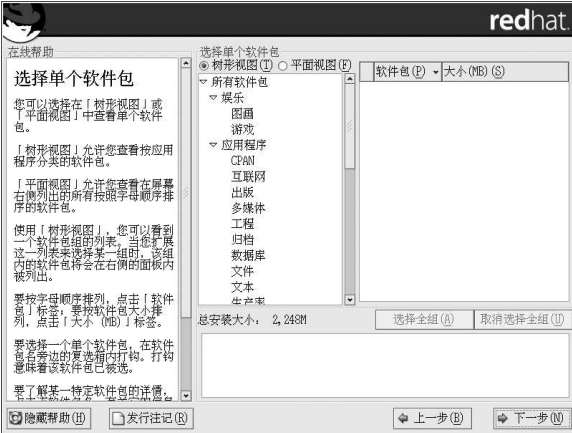 redhat.
在线帮助
选择单个软件包
您可以选择在「树形视图」或
「平面视图」中查看单个软件
包。
「树形视图」允许您查看按应用
程序分类的软件包。
「平面视图」允许您查看在屏幕
右侧列出的所有按照字母顺序排
序的软件包。
使用「树形视图」，您可以看到
一个软件包组的列表。当您扩展
这一列表来选择某一组时，该组
内的软件包将会在右侧的面板内
被列出。
要按字母顺序排列，点击「软件
包」标签；要按软件包大小排
列，点击「大小 (MB)」标签。
要选择一个单个软件包，在软件
包名旁边的复选箱内打钩。打钩
意味着该软件包已被选。
要了解某一特定软件包的详情，
选择单个软件包
树形视图(T) 平面视图(F)
所有软件包
娱乐
图画
游戏
应用程序
CPAN
互联网
出版
多媒体
工程
归档
数据库
文件
文本
生产率
软件包(P) 大小(MB)(S)
总安装大小： 2,248M
选择全组(A) 取消选择全组(U)
隐藏帮助(H) 发行注记(R) 上一步(B) 下一步(N)